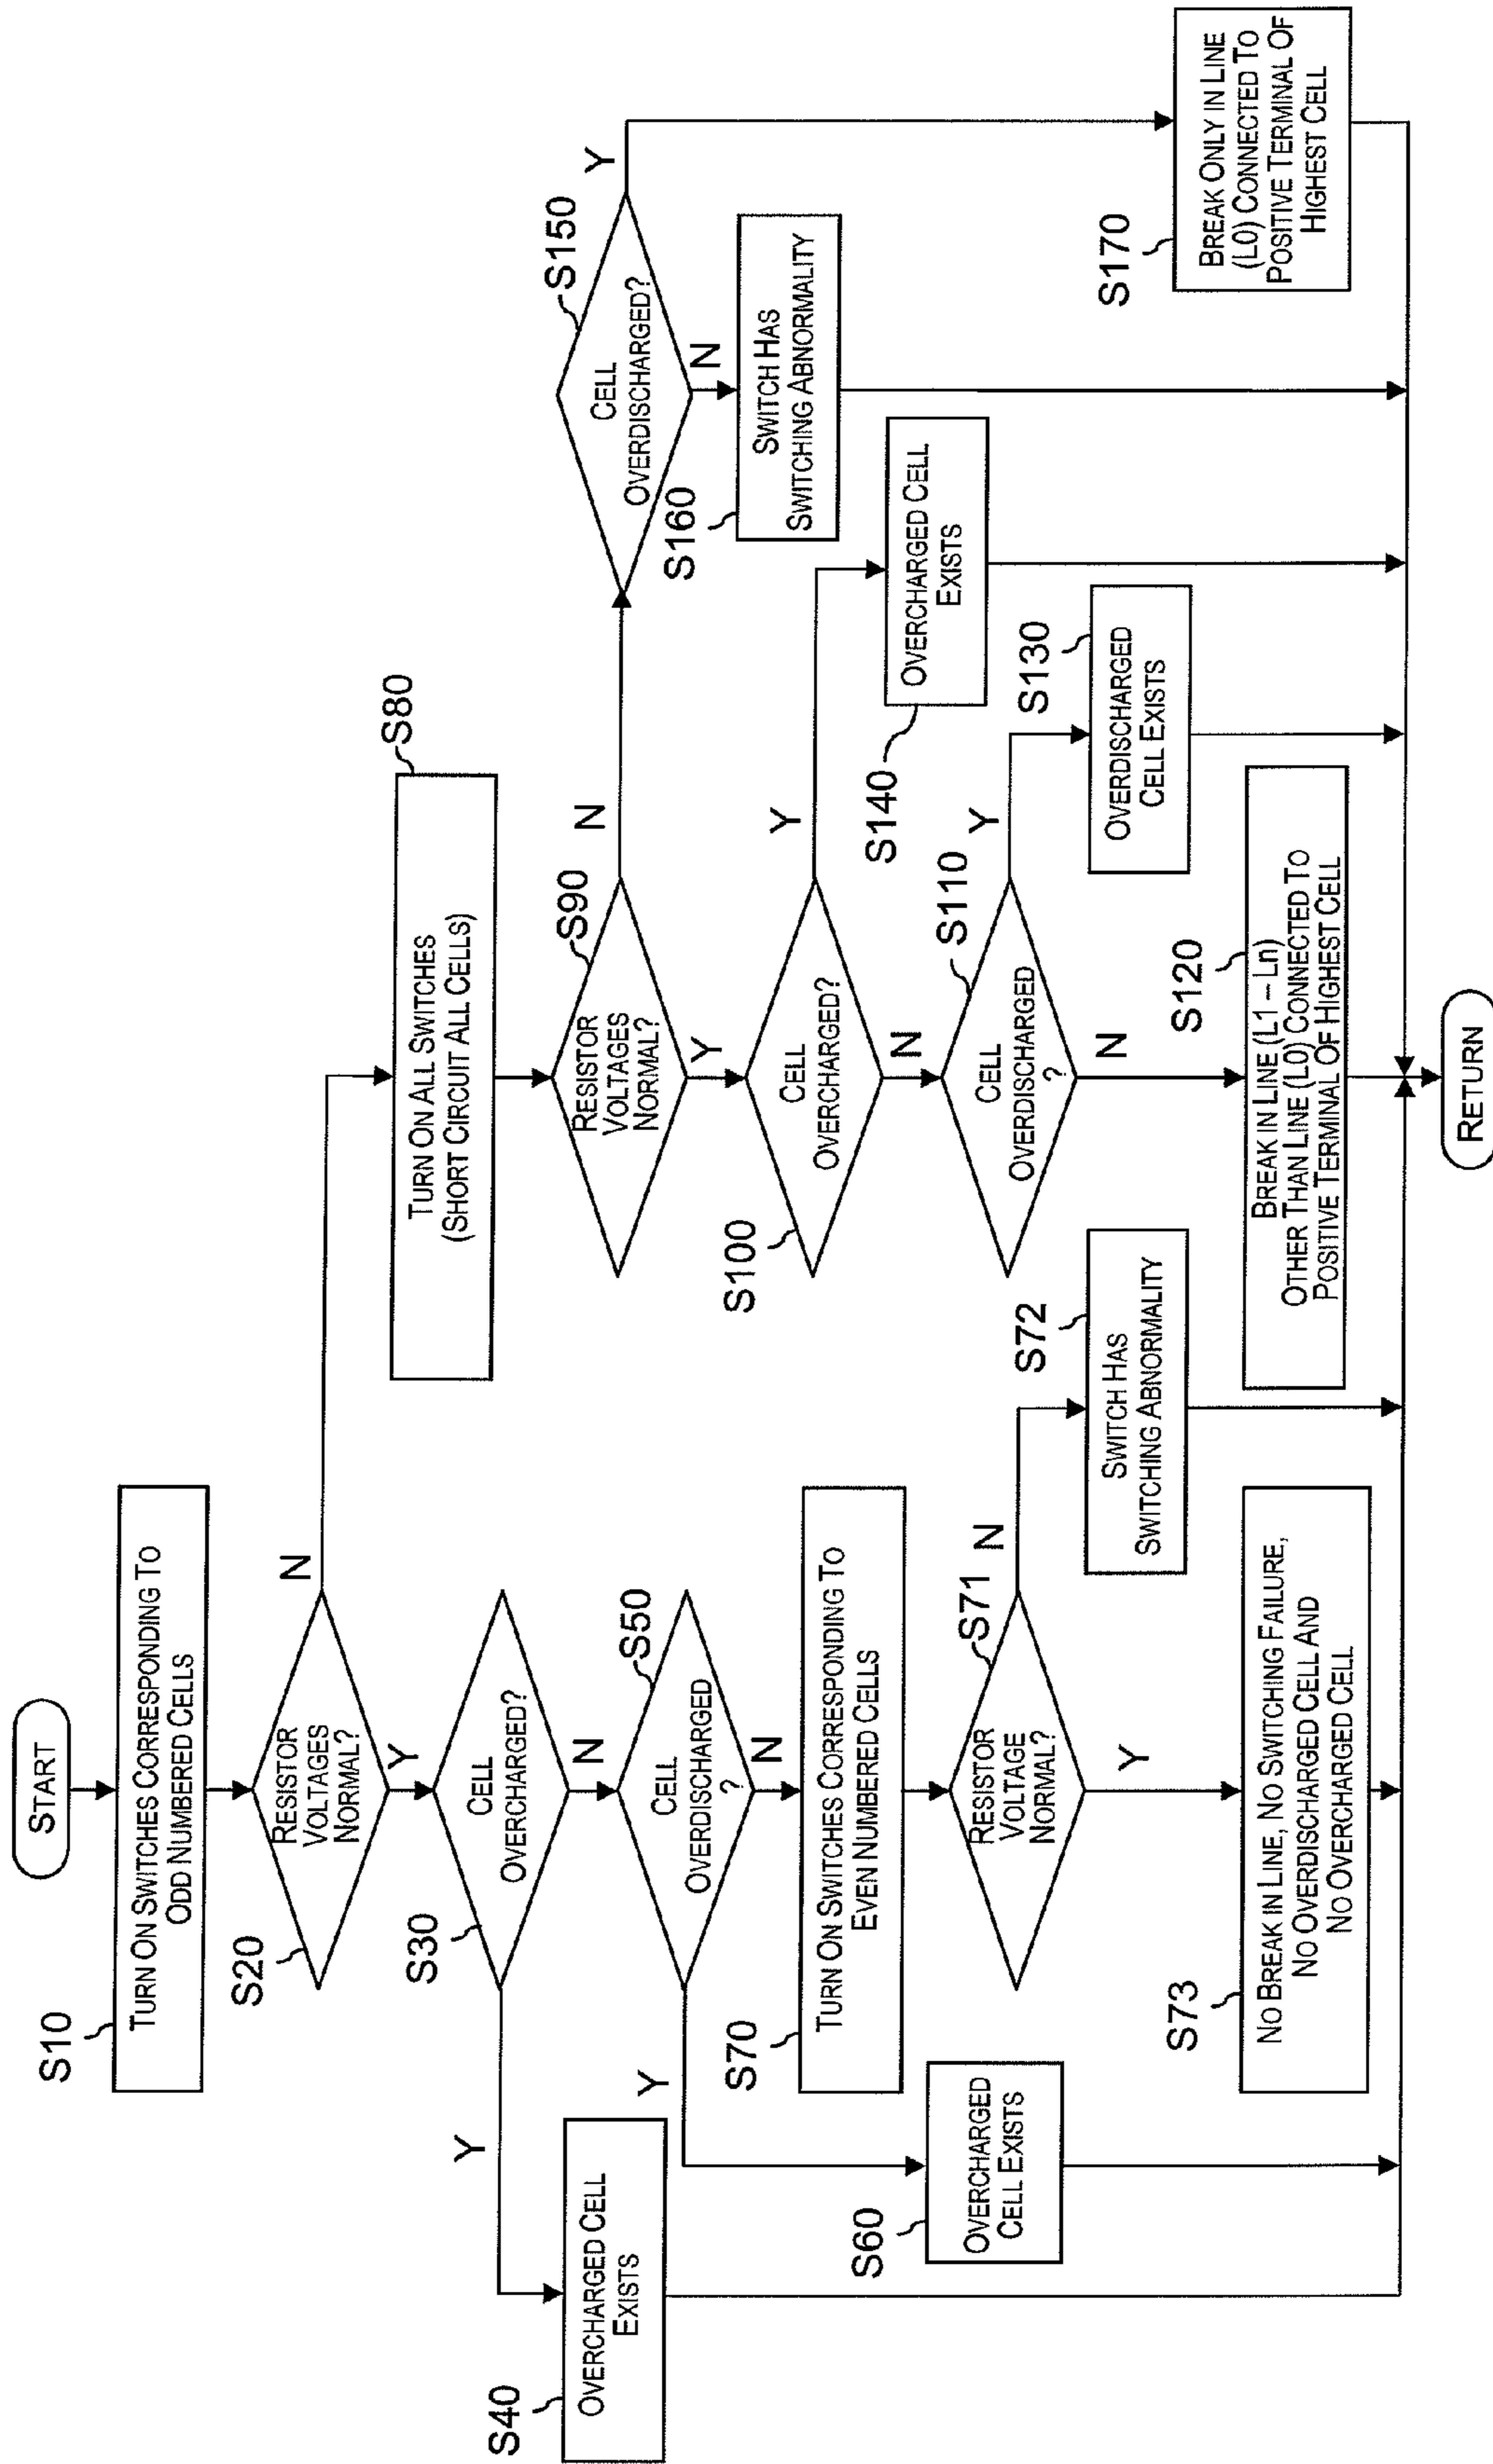 START
S10
TURN ON SWITCHES CORRESPONDING TO
ODD NUMBERED CELLS
S20
RESISTOR
VOLTAGES
NORMAL?
N
Y
S30
CELL
OVERCHARGED?
Y
N
S40
OVERCHARGED CELL
EXISTS
S50
CELL
OVERDISCHARGED
?
Y
N
S60
OVERCHARGED
CELL EXISTS
S70
TURN ON SWITCHES CORRESPONDING TO
EVEN NUMBERED CELLS
S71
RESISTOR
VOLTAGE
NORMAL?
N
Y
S72
SWITCH HAS
SWITCHING ABNORMALITY
S73
NO BREAK IN LINE, NO SWITCHING FAILURE,
NO OVERDISCHARGED CELL AND
NO OVERCHARGED CELL
S80
TURN ON ALL SWITCHES
(SHORT CIRCUIT ALL CELLS)
S90
RESISTOR
VOLTAGES
NORMAL?
N
Y
S100
CELL
OVERCHARGED?
Y
N
S110
CELL
OVERDISCHARGED
?
Y
N
S120
BREAK IN LINE (L1 – Ln)
OTHER THAN LINE (L0) CONNECTED TO
POSITIVE TERMINAL OF HIGHEST CELL
S130
OVERDISCHARGED
CELL EXISTS
S140
OVERCHARGED CELL
EXISTS
S150
CELL
OVERDISCHARGED?
Y
N
S160
SWITCH HAS
SWITCHING ABNORMALITY
S170
BREAK ONLY IN LINE
(L0) CONNECTED TO
POSITIVE TERMINAL OF
HIGHEST CELL
RETURN